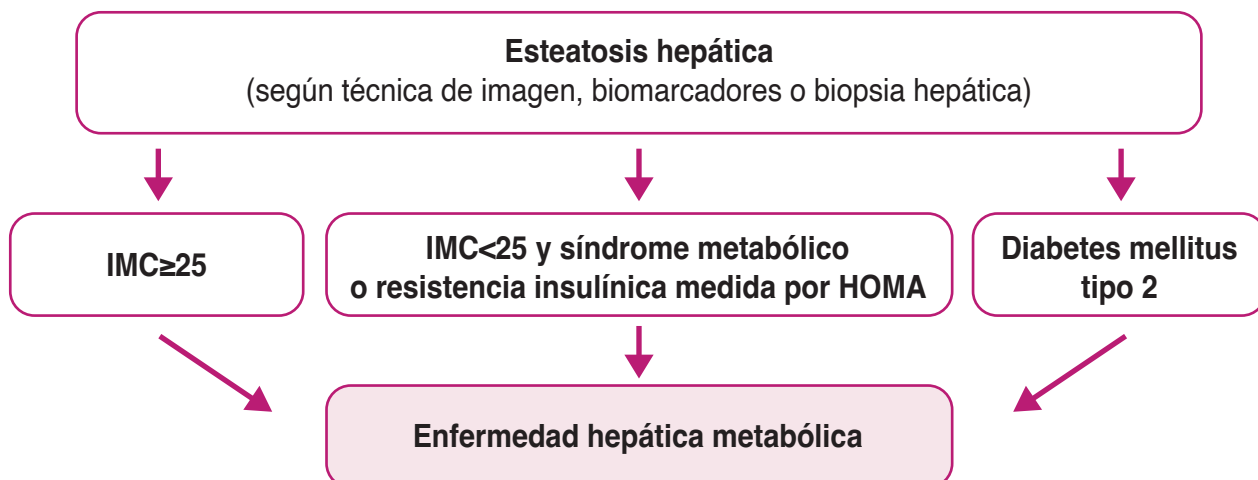 Esteatosis hepática
(según técnica de imagen, biomarcadores o biopsia hepática)
IMC≥25
IMC<25 y síndrome metabólico
o resistencia insulínica medida por HOMA
Diabetes mellitus
tipo 2
Enfermedad hepática metabólica